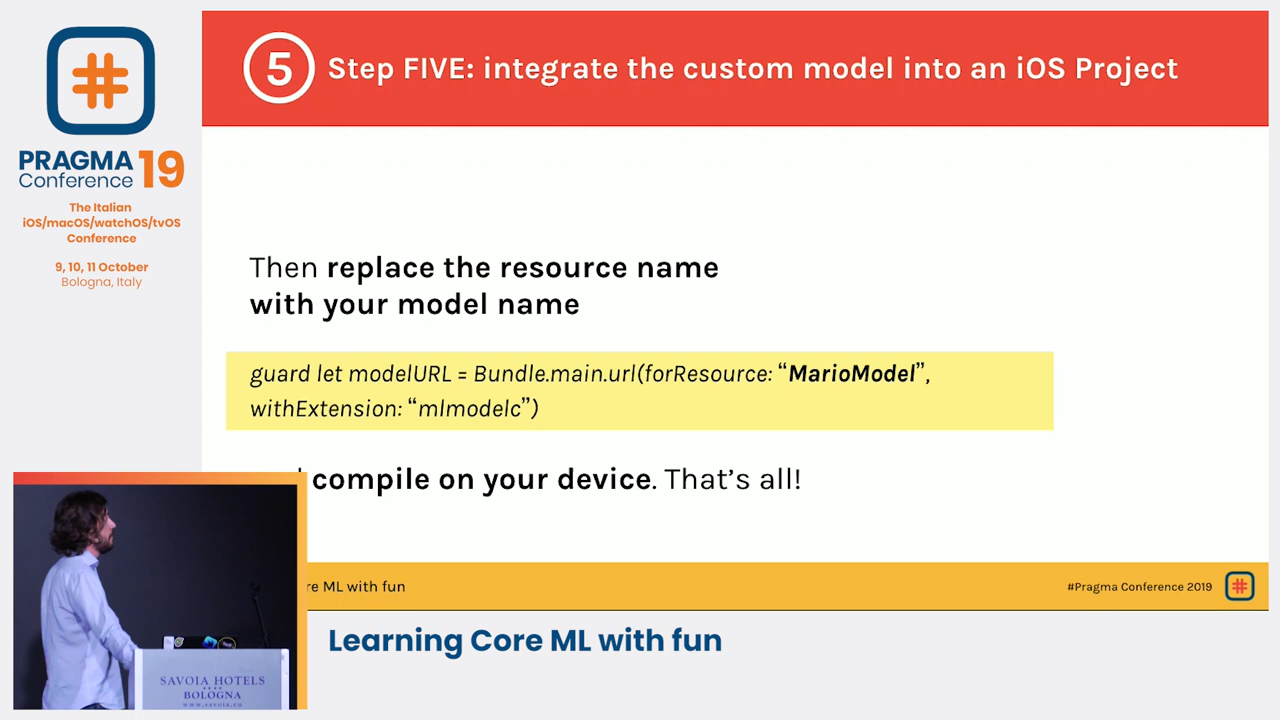 #
PRAGMA 19
Conference
The Italian
iOS/macOS/watchOS/tvOS
Conference
9, 10, 11 October
Bologna, Italy
5 Step FIVE: integrate the custom model into an iOS Project
Then replace the resource name
with your model name
guard let modelURL = Bundle.main.url(forResource: “MarioModel”,
withExtension: “mlmodelc”)
compile on your device. That’s all!
ML with fun
#Pragma Conference 2019
#
Learning Core ML with fun
SAVOIA HOTELS
BOLOGNA
www.savoia.eu